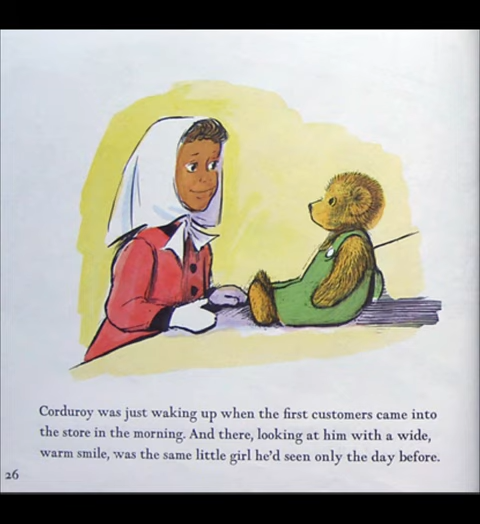 Corduroy was just waking up when the first customers came into
the store in the morning. And there, looking at him with a wide,
warm smile, was the same little girl he'd seen only the day before.
26